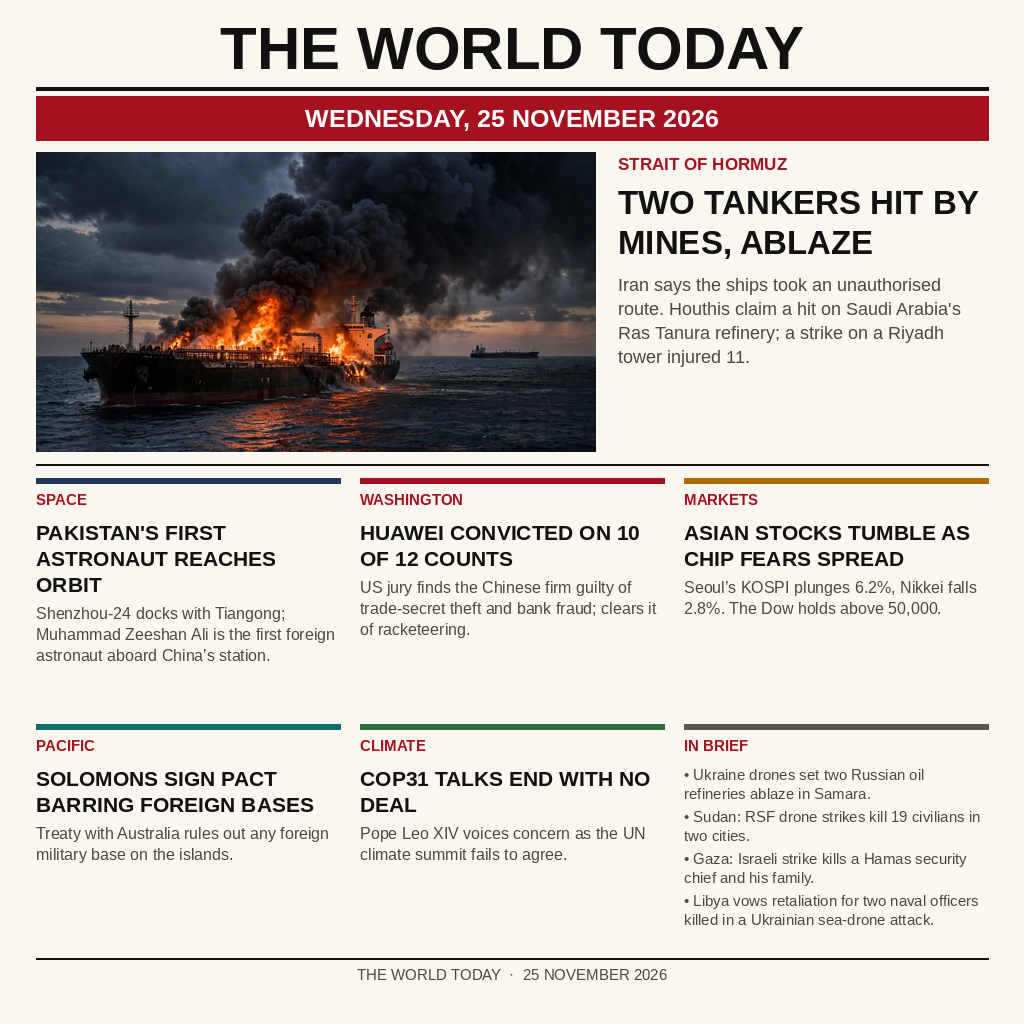 THE WORLD TODAY
WEDNESDAY, 25 NOVEMBER 2026
STRAIT OF HORMUZ
TWO TANKERS HIT BY
MINES, ABLAZE
Iran says the ships took an unauthorised
route. Houthis claim a hit on Saudi Arabia's
Ras Tanura refinery; a strike on a Riyadh
tower injured 11.
SPACE
PAKISTAN'S FIRST
ASTRONAUT REACHES
ORBIT
Shenzhou-24 docks with Tiangong;
Muhammad Zeeshan Ali is the first foreign
astronaut aboard China’s station.
WASHINGTON
HUAWEI CONVICTED ON 10
OF 12 COUNTS
US jury finds the Chinese firm guilty of
trade-secret theft and bank fraud; clears it
of racketeering.
MARKETS
ASIAN STOCKS TUMBLE AS
CHIP FEARS SPREAD
Seoul’s KOSPI plunges 6.2%, Nikkei falls
2.8%. The Dow holds above 50,000.
PACIFIC
SOLOMONS SIGN PACT
BARRING FOREIGN BASES
Treaty with Australia rules out any foreign
military base on the islands.
CLIMATE
COP31 TALKS END WITH NO
DEAL
Pope Leo XIV voices concern as the UN
climate summit fails to agree.
IN BRIEF
• Ukraine drones set two Russian oil
refineries ablaze in Samara.
• Sudan: RSF drone strikes kill 19 civilians in
two cities.
• Gaza: Israeli strike kills a Hamas security
chief and his family.
• Libya vows retaliation for two naval officers
killed in a Ukrainian sea-drone attack.
THE WORLD TODAY · 25 NOVEMBER 2026